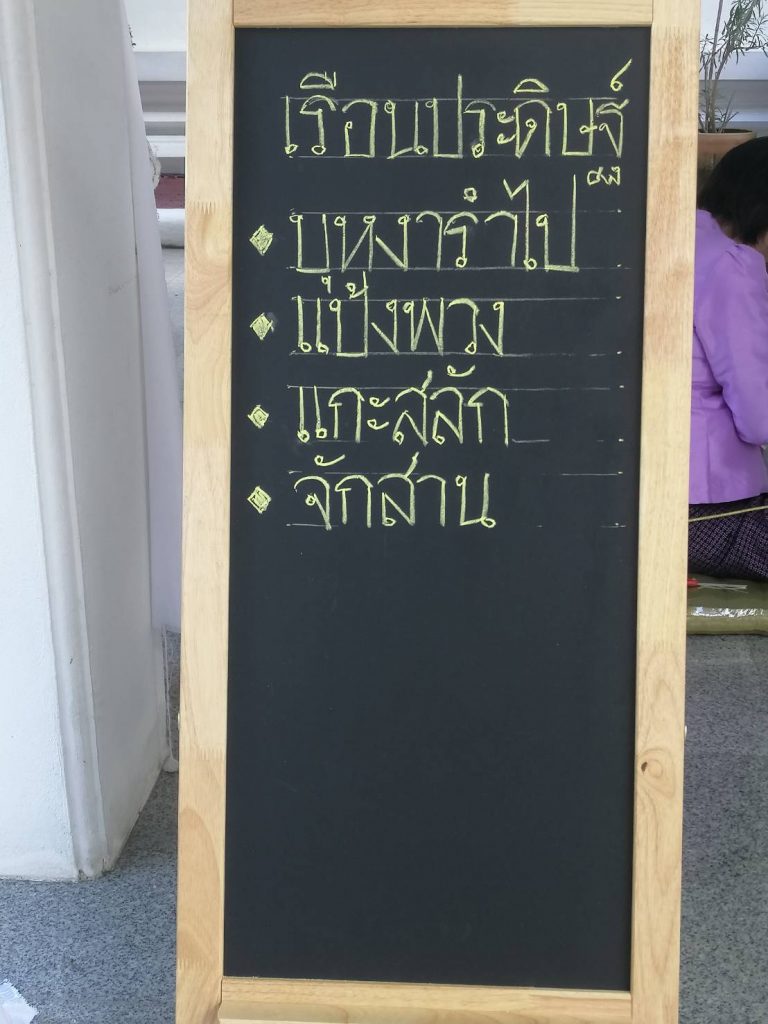 เรือนประดิษฐ์
◆ บหงารำไป
◆ แป้งพวง
◆ แกะสลัก
◆ จักสาน